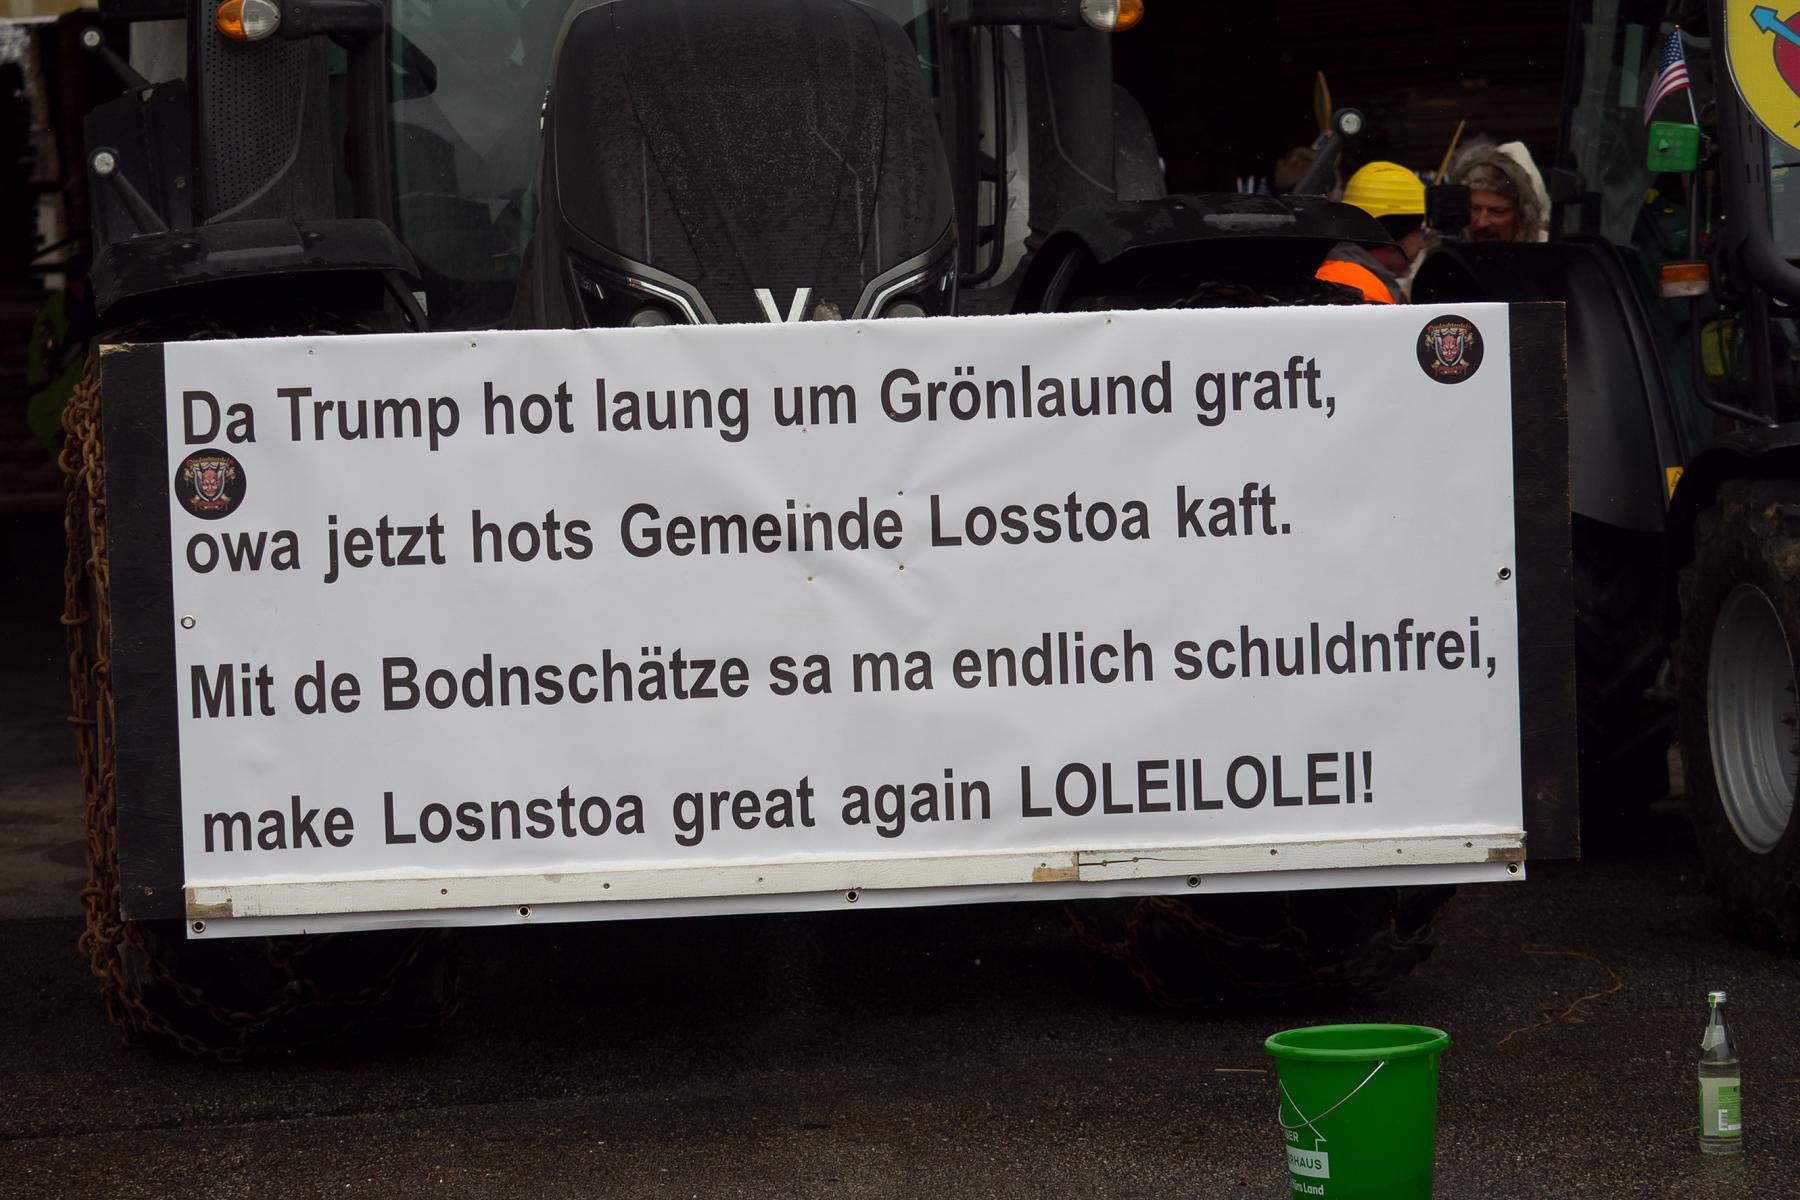 Da Trump hot laung um Grönlaund graft,
owa jetzt hots Gemeinde Losstoa kaft.
Mit de Bodnschätze sa ma endlich schuldnfrei,
make Losnstoa great again LOLEILOLEI!